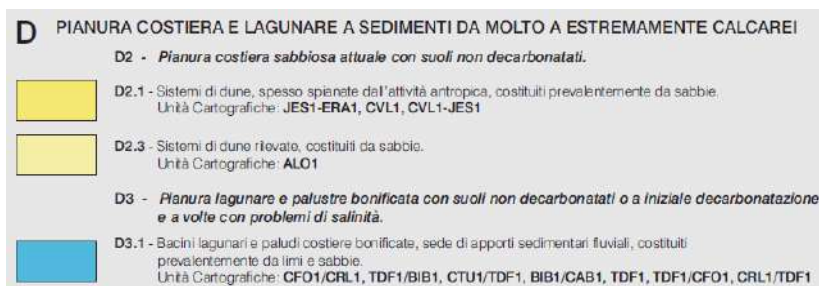 D PIANURA COSTIERA E LAGUNARE A SEDIMENTI DA MOLTO A ESTREMAMENTE CALCAREI
D2 - Pianura costiera sabbiosa attuale con suoli non decarbonatati.
D2.1 - Sistemi di dune, spesso spianate dall'attività antropica, costituiti prevalentemente da sabbie.
Unità Cartografiche: JES1-ERA1, CVL1, CVL1-JES1
D2.3 - Sistemi di dune rilevate, costituiti da sabbie.
Unità Cartografiche: ALO1
D3 - Pianura lagunare e palustre bonificata con suoli non decarbonatati o a iniziale decarbonatazione
e a volte con problemi di salinità.
D3.1 - Bacini lagunari e paludi costiere bonificate, sede di apporti sedimentari fluviali, costituiti
prevalentemente da limi e sabbie.
Unità Cartografiche: CFO1/CRL1, TDF1/BIB1, CTU1/TDF1, BIB1/CAB1, TDF1, TDF1/CFO1, CRL1/TDF1